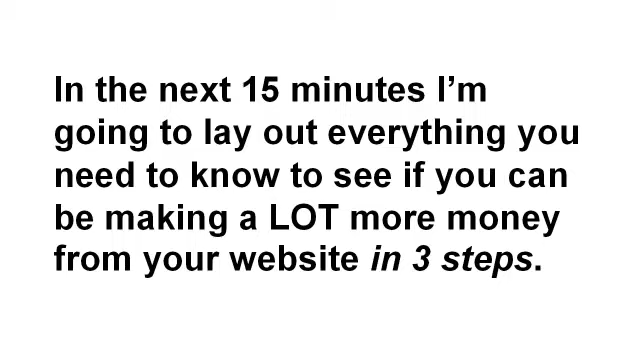 In the next 15 minutes I’m
going to lay out everything you
need to know to see if you can
be making a LOT more money
from your website in 3 steps.